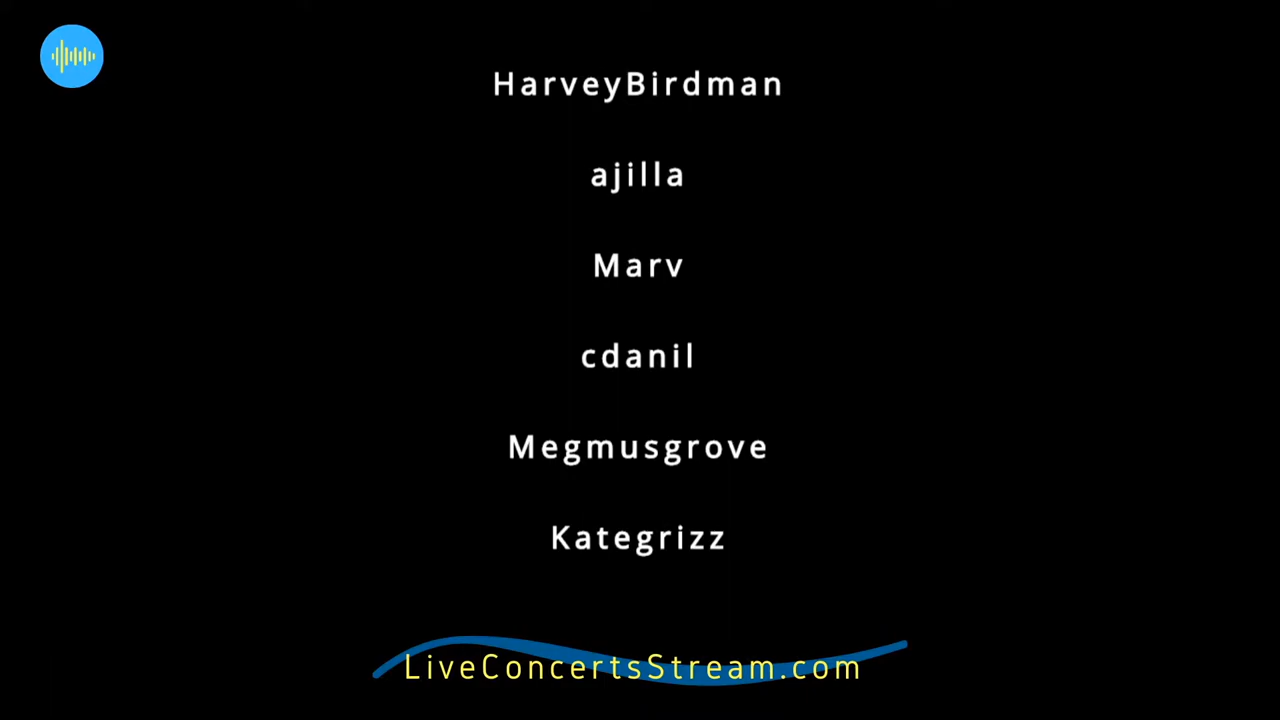 HarveyBirdman
ajilla
Marv
cdanil
Megmusgrove
Kategrizz
LiveConcertsStream.com